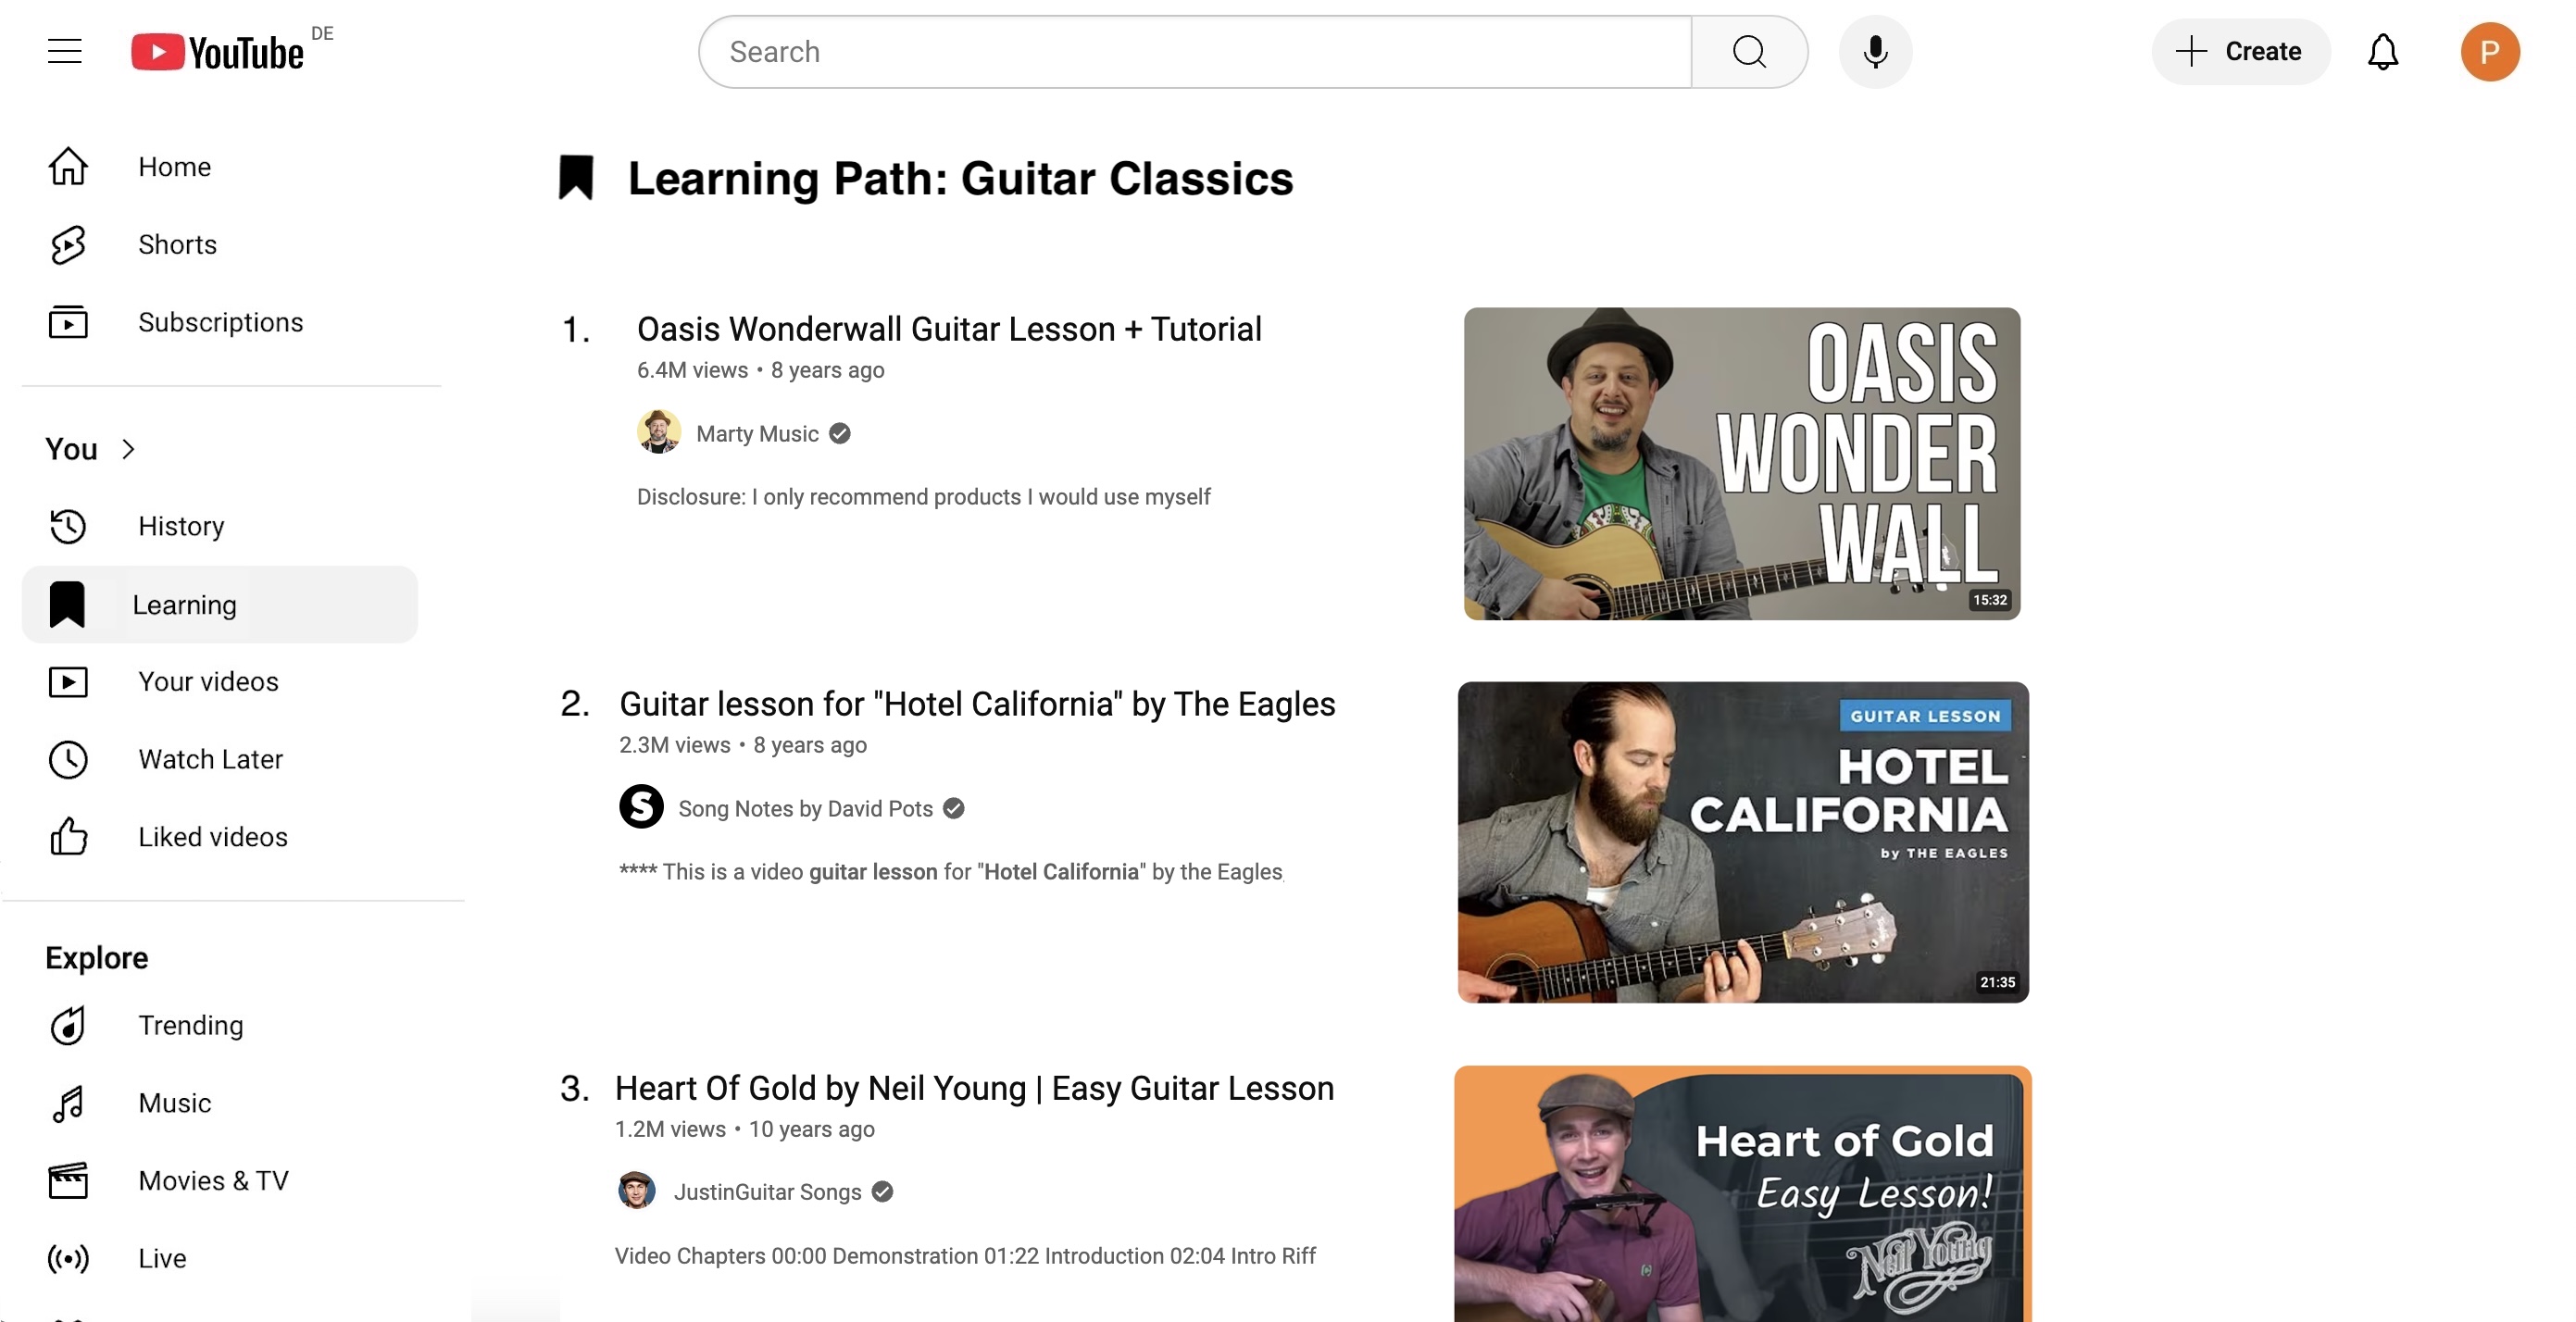 YouTube DE
Search
Create
P
Home
Shorts
Subscriptions
You
History
Learning
Your videos
Watch Later
Liked videos
Explore
Trending
Music
Movies & TV
Live
Learning Path: Guitar Classics
1. Oasis Wonderwall Guitar Lesson + Tutorial
6.4M views • 8 years ago
Marty Music
Disclosure: I only recommend products I would use myself
OASIS
WONDER
WALL
15:32
2. Guitar lesson for "Hotel California" by The Eagles
2.3M views • 8 years ago
S Song Notes by David Pots
**** This is a video guitar lesson for "Hotel California" by the Eagles
GUITAR LESSON
HOTEL
CALIFORNIA
by THE EAGLES
21:35
3. Heart Of Gold by Neil Young | Easy Guitar Lesson
1.2M views • 10 years ago
JustinGuitar Songs
Video Chapters 00:00 Demonstration 01:22 Introduction 02:04 Intro Riff
Heart of Gold
Easy Lesson!
Neil Young